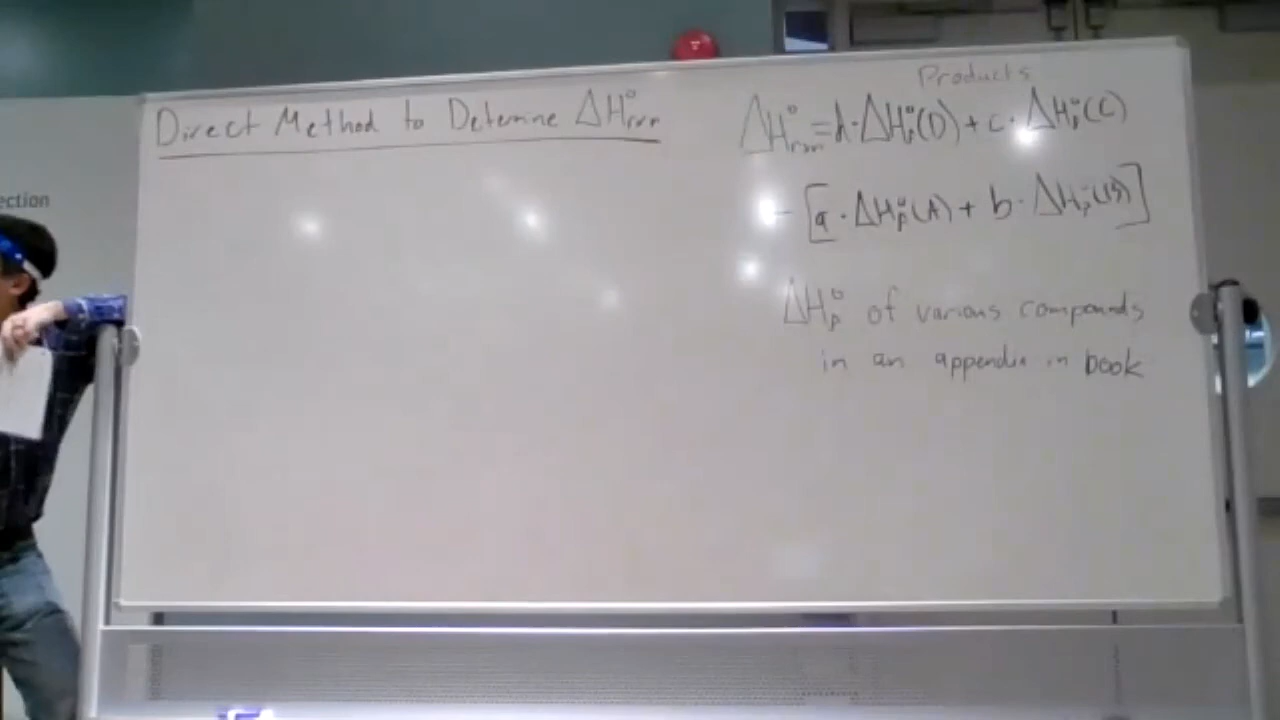 ection
Direct Method to Determine ΔH°rxn
Products
ΔH°rxn = d·ΔH°f(D) + c·ΔH°f(C)
- [a·ΔH°f(A) + b·ΔH°f(B)]
ΔH°f of various compounds
in an appendix in book